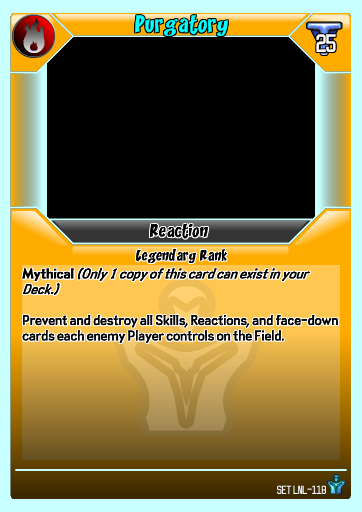 Purgatory
25
Reaction
Legendary Rank
Mythical (Only 1 copy of this card can exist in your
Deck.)
Prevent and destroy all Skills, Reactions, and face-down
cards each enemy Player controls on the Field.
SET LNL-118